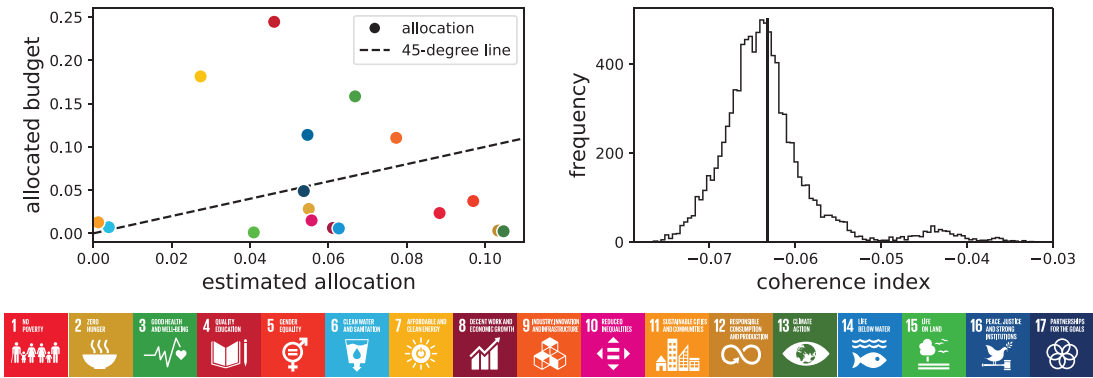 0.25
0.20
0.15
0.10
0.05
0.00
allocated budget
allocation
45-degree line
0.00
0.02
0.04
0.06
0.08
0.10
estimated allocation
400
200
0
frequency
−0.07
−0.06
−0.05
−0.04
−0.03
coherence index
1 NO
POVERTY
2 ZERO
HUNGER
3 GOOD HEALTH
AND WELL-BEING
4 QUALITY
EDUCATION
5 GENDER
EQUALITY
6 CLEAN WATER
AND SANITATION
7 AFFORDABLE AND
CLEAN ENERGY
8 DECENT WORK AND
ECONOMIC GROWTH
9 INDUSTRY, INNOVATION
AND INFRASTRUCTURE
10 REDUCED
INEQUALITIES
11 SUSTAINABLE CITIES
AND COMMUNITIES
12 RESPONSIBLE
CONSUMPTION
AND PRODUCTION
13 CLIMATE
ACTION
14 LIFE
BELOW WATER
15 LIFE
ON LAND
16 PEACE, JUSTICE
AND STRONG
INSTITUTIONS
17 PARTNERSHIPS
FOR THE GOALS